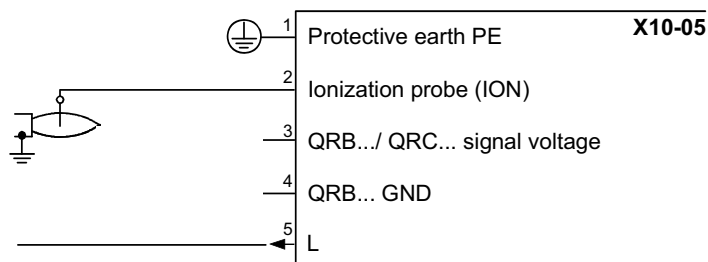 X10-05
1 Protective earth PE
2 Ionization probe (ION)
3 QRB.../ QRC... signal voltage
4 QRB... GND
5 L